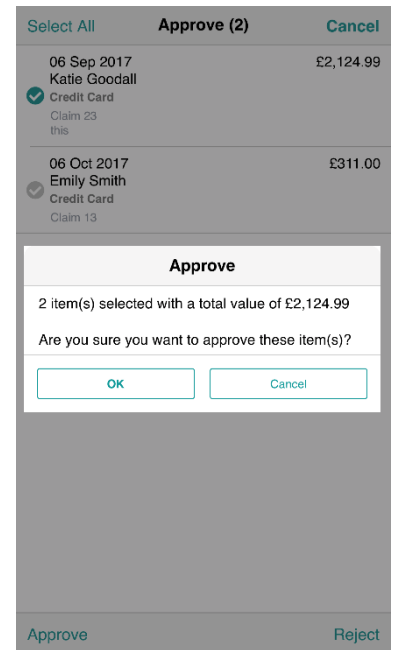 Select All Approve (2) Cancel
06 Sep 2017 £2,124.99
Katie Goodall
Credit Card
Claim 23
this
06 Oct 2017 £311.00
Emily Smith
Credit Card
Claim 13
Approve
2 item(s) selected with a total value of £2,124.99
Are you sure you want to approve these item(s)?
OK Cancel
Approve Reject